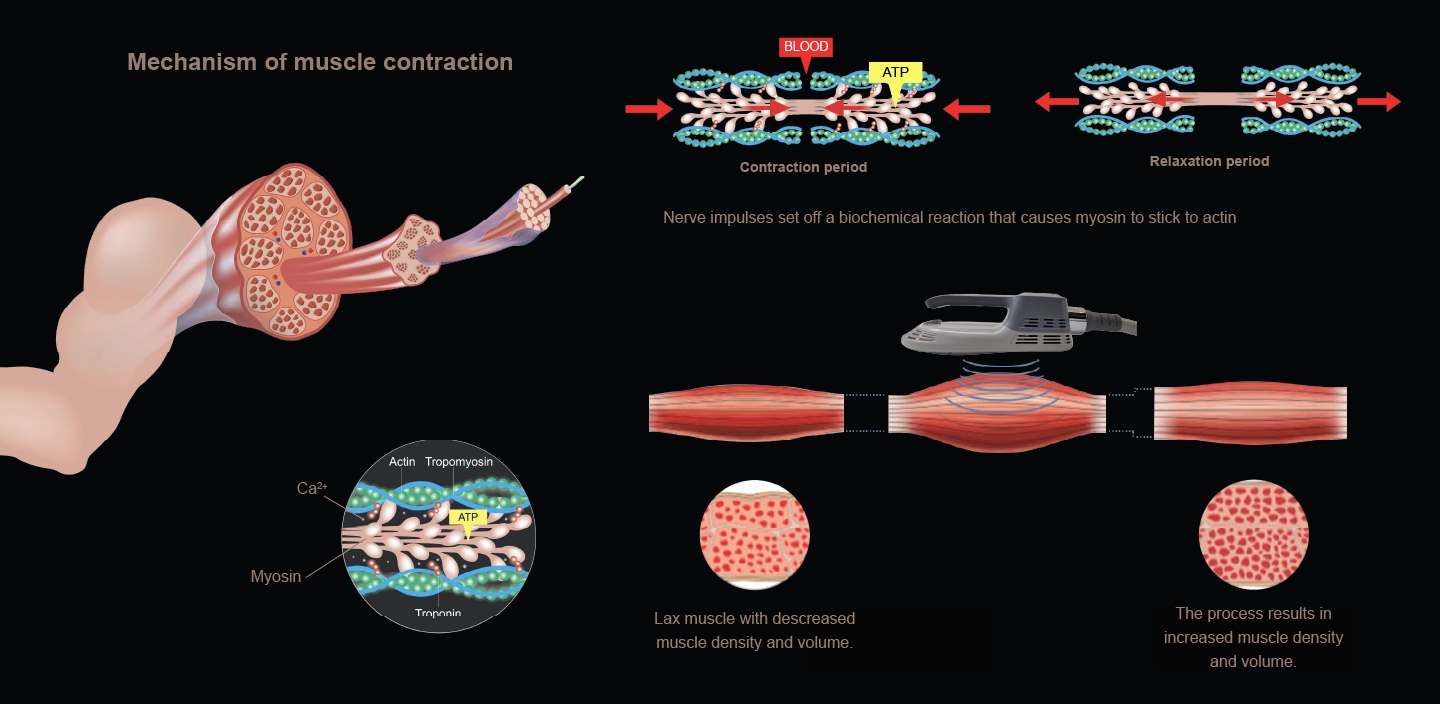 Mechanism of muscle contraction
BLOOD
ATP
Contraction period
Relaxation period
Nerve impulses set off a biochemical reaction that causes myosin to stick to actin
Actin Tropomyosin
Ca²⁺
ATP
Myosin
Troponin
Lax muscle with descreased
muscle density and volume.
The process results in
increased muscle density
and volume.